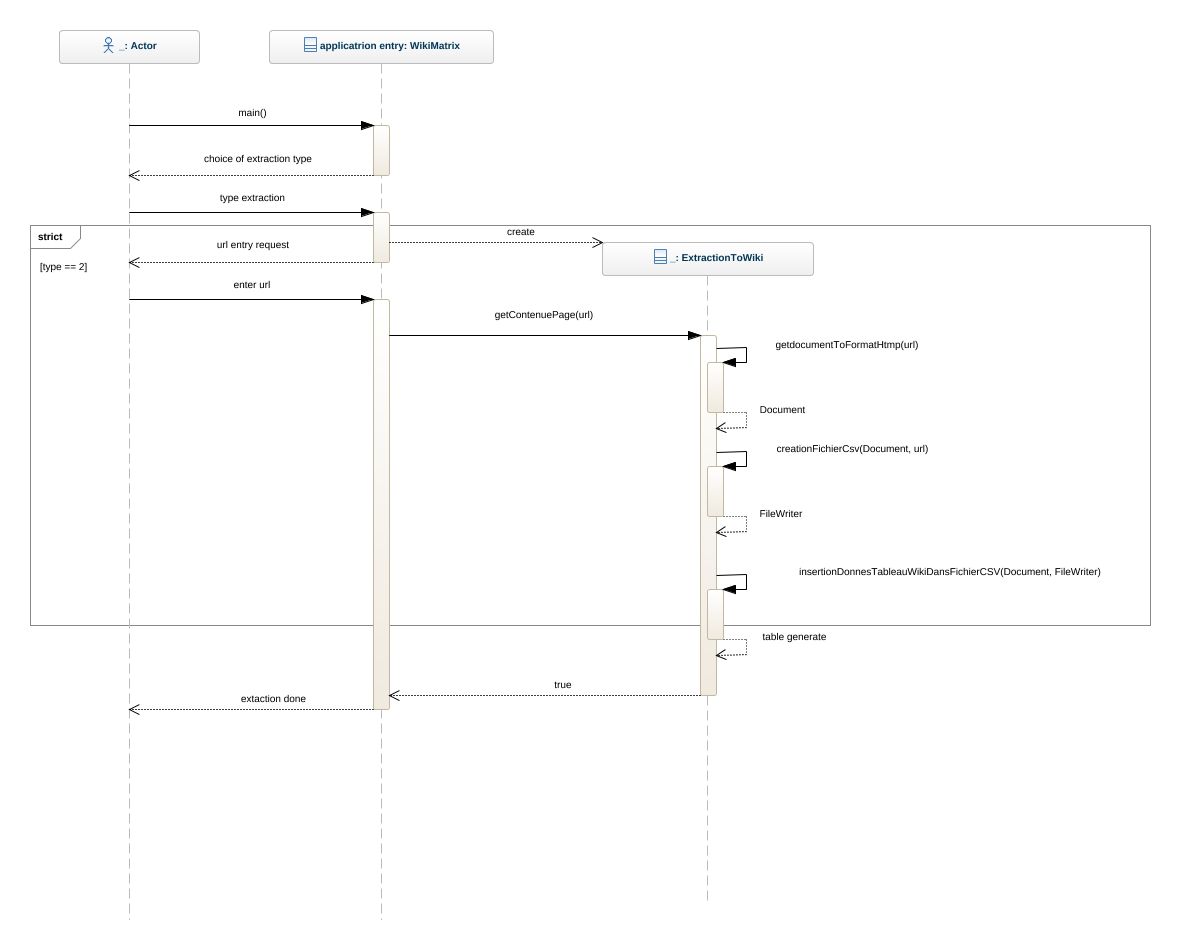 _: Actor
applicatrion entry: WikiMatrix
main()
choice of extraction type
type extraction
strict
create
url entry request
_: ExtractionToWiki
[type == 2]
enter url
getContenuePage(url)
getdocumentToFormatHtmp(url)
Document
creationFichierCsv(Document, url)
FileWriter
insertionDonnesTableauWikiDansFichierCSV(Document, FileWriter)
table generate
true
extaction done